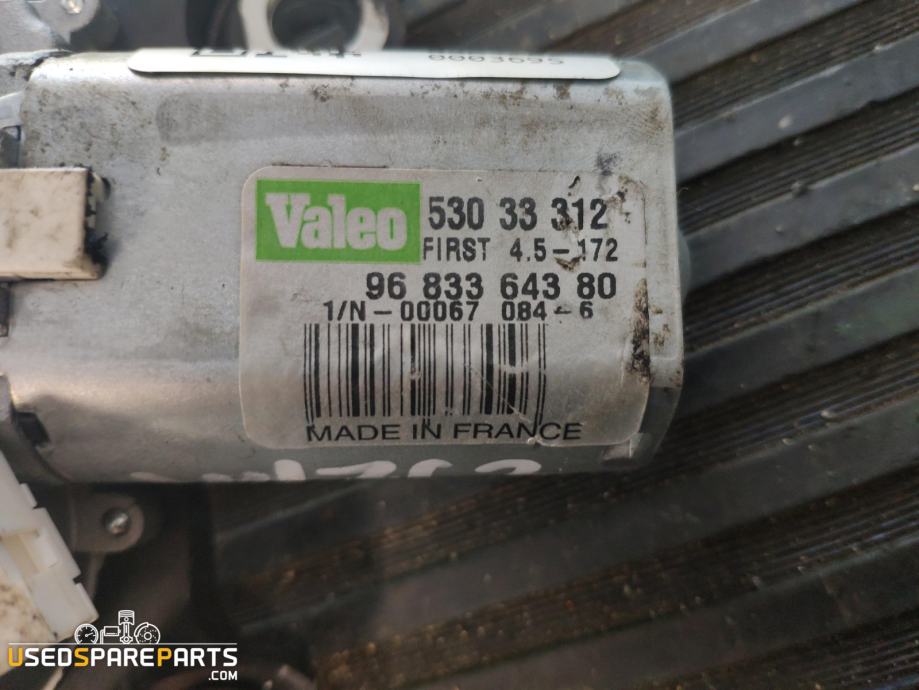 0003695
Valeo
530 33 312
FIRST 4.5-172
96 833 643 80
1/N-00067 084-6
MADE IN FRANCE
USEDSPAREPARTS
.COM